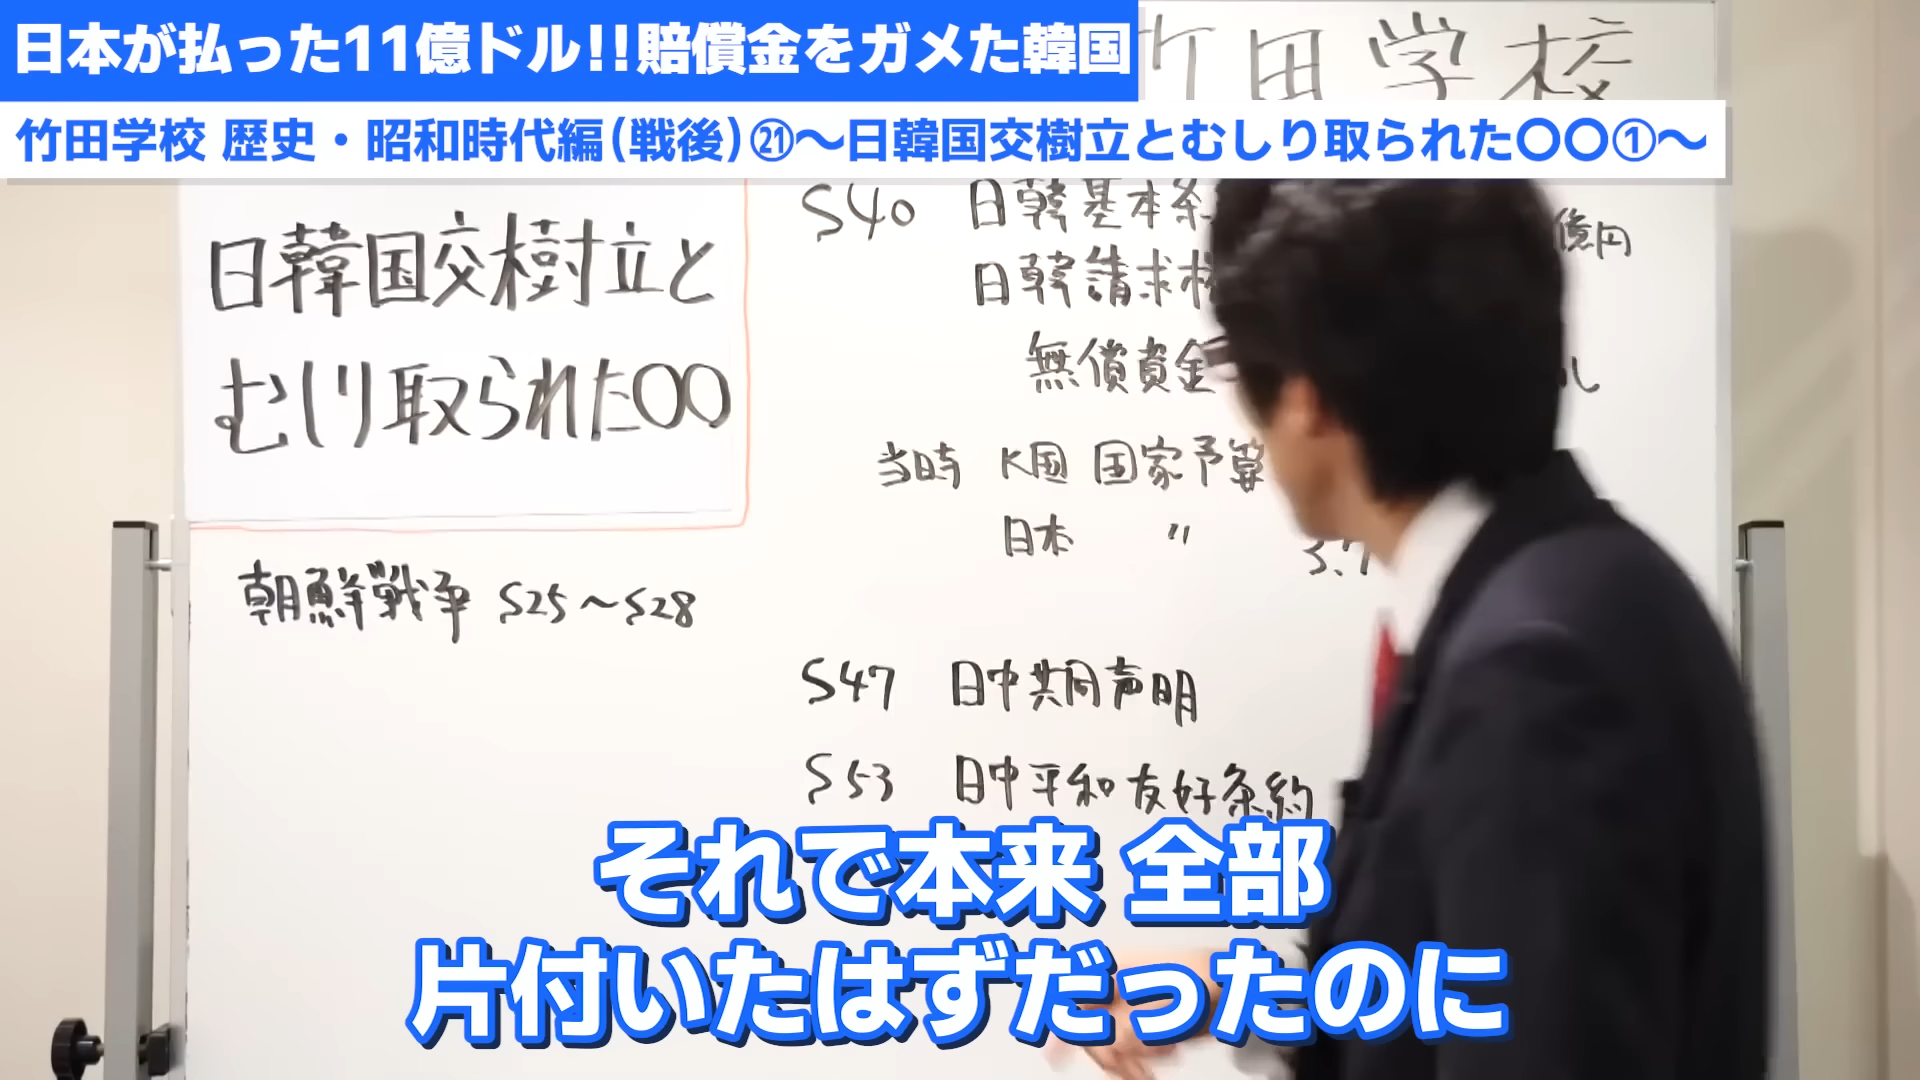 日本が払った11億ドル!!賠償金をガメた韓国
竹田学校
竹田学校 歴史・昭和時代編(戦後)㉑～日韓国交樹立とむしり取られた〇〇①～
日韓国交樹立と
むしり取られた〇〇
朝鮮戦争 S25～S28
S40 日韓基本条 億円
日韓請求権
無償資金 ル
当時 K国 国家予算
日本 〃 3.7
S47 日中共同声明
S53 日中平和友好条約
それで本来 全部
片付いたはずだったのに